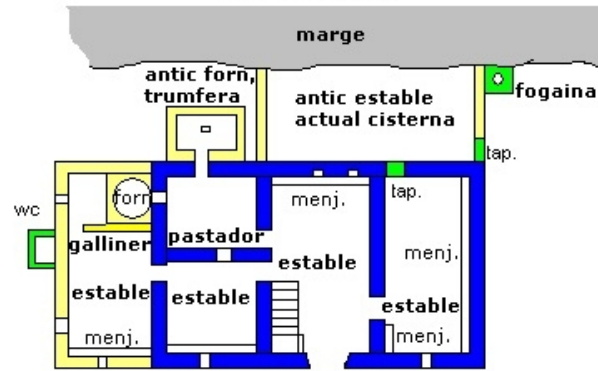 marge
antic forn,
trumfera
antic estable
actual cisterna
fogaina
tap.
forn
menj.
tap.
wc
galliner
pastador
menj.
estable
estable
estable
estable
menj.
menj.